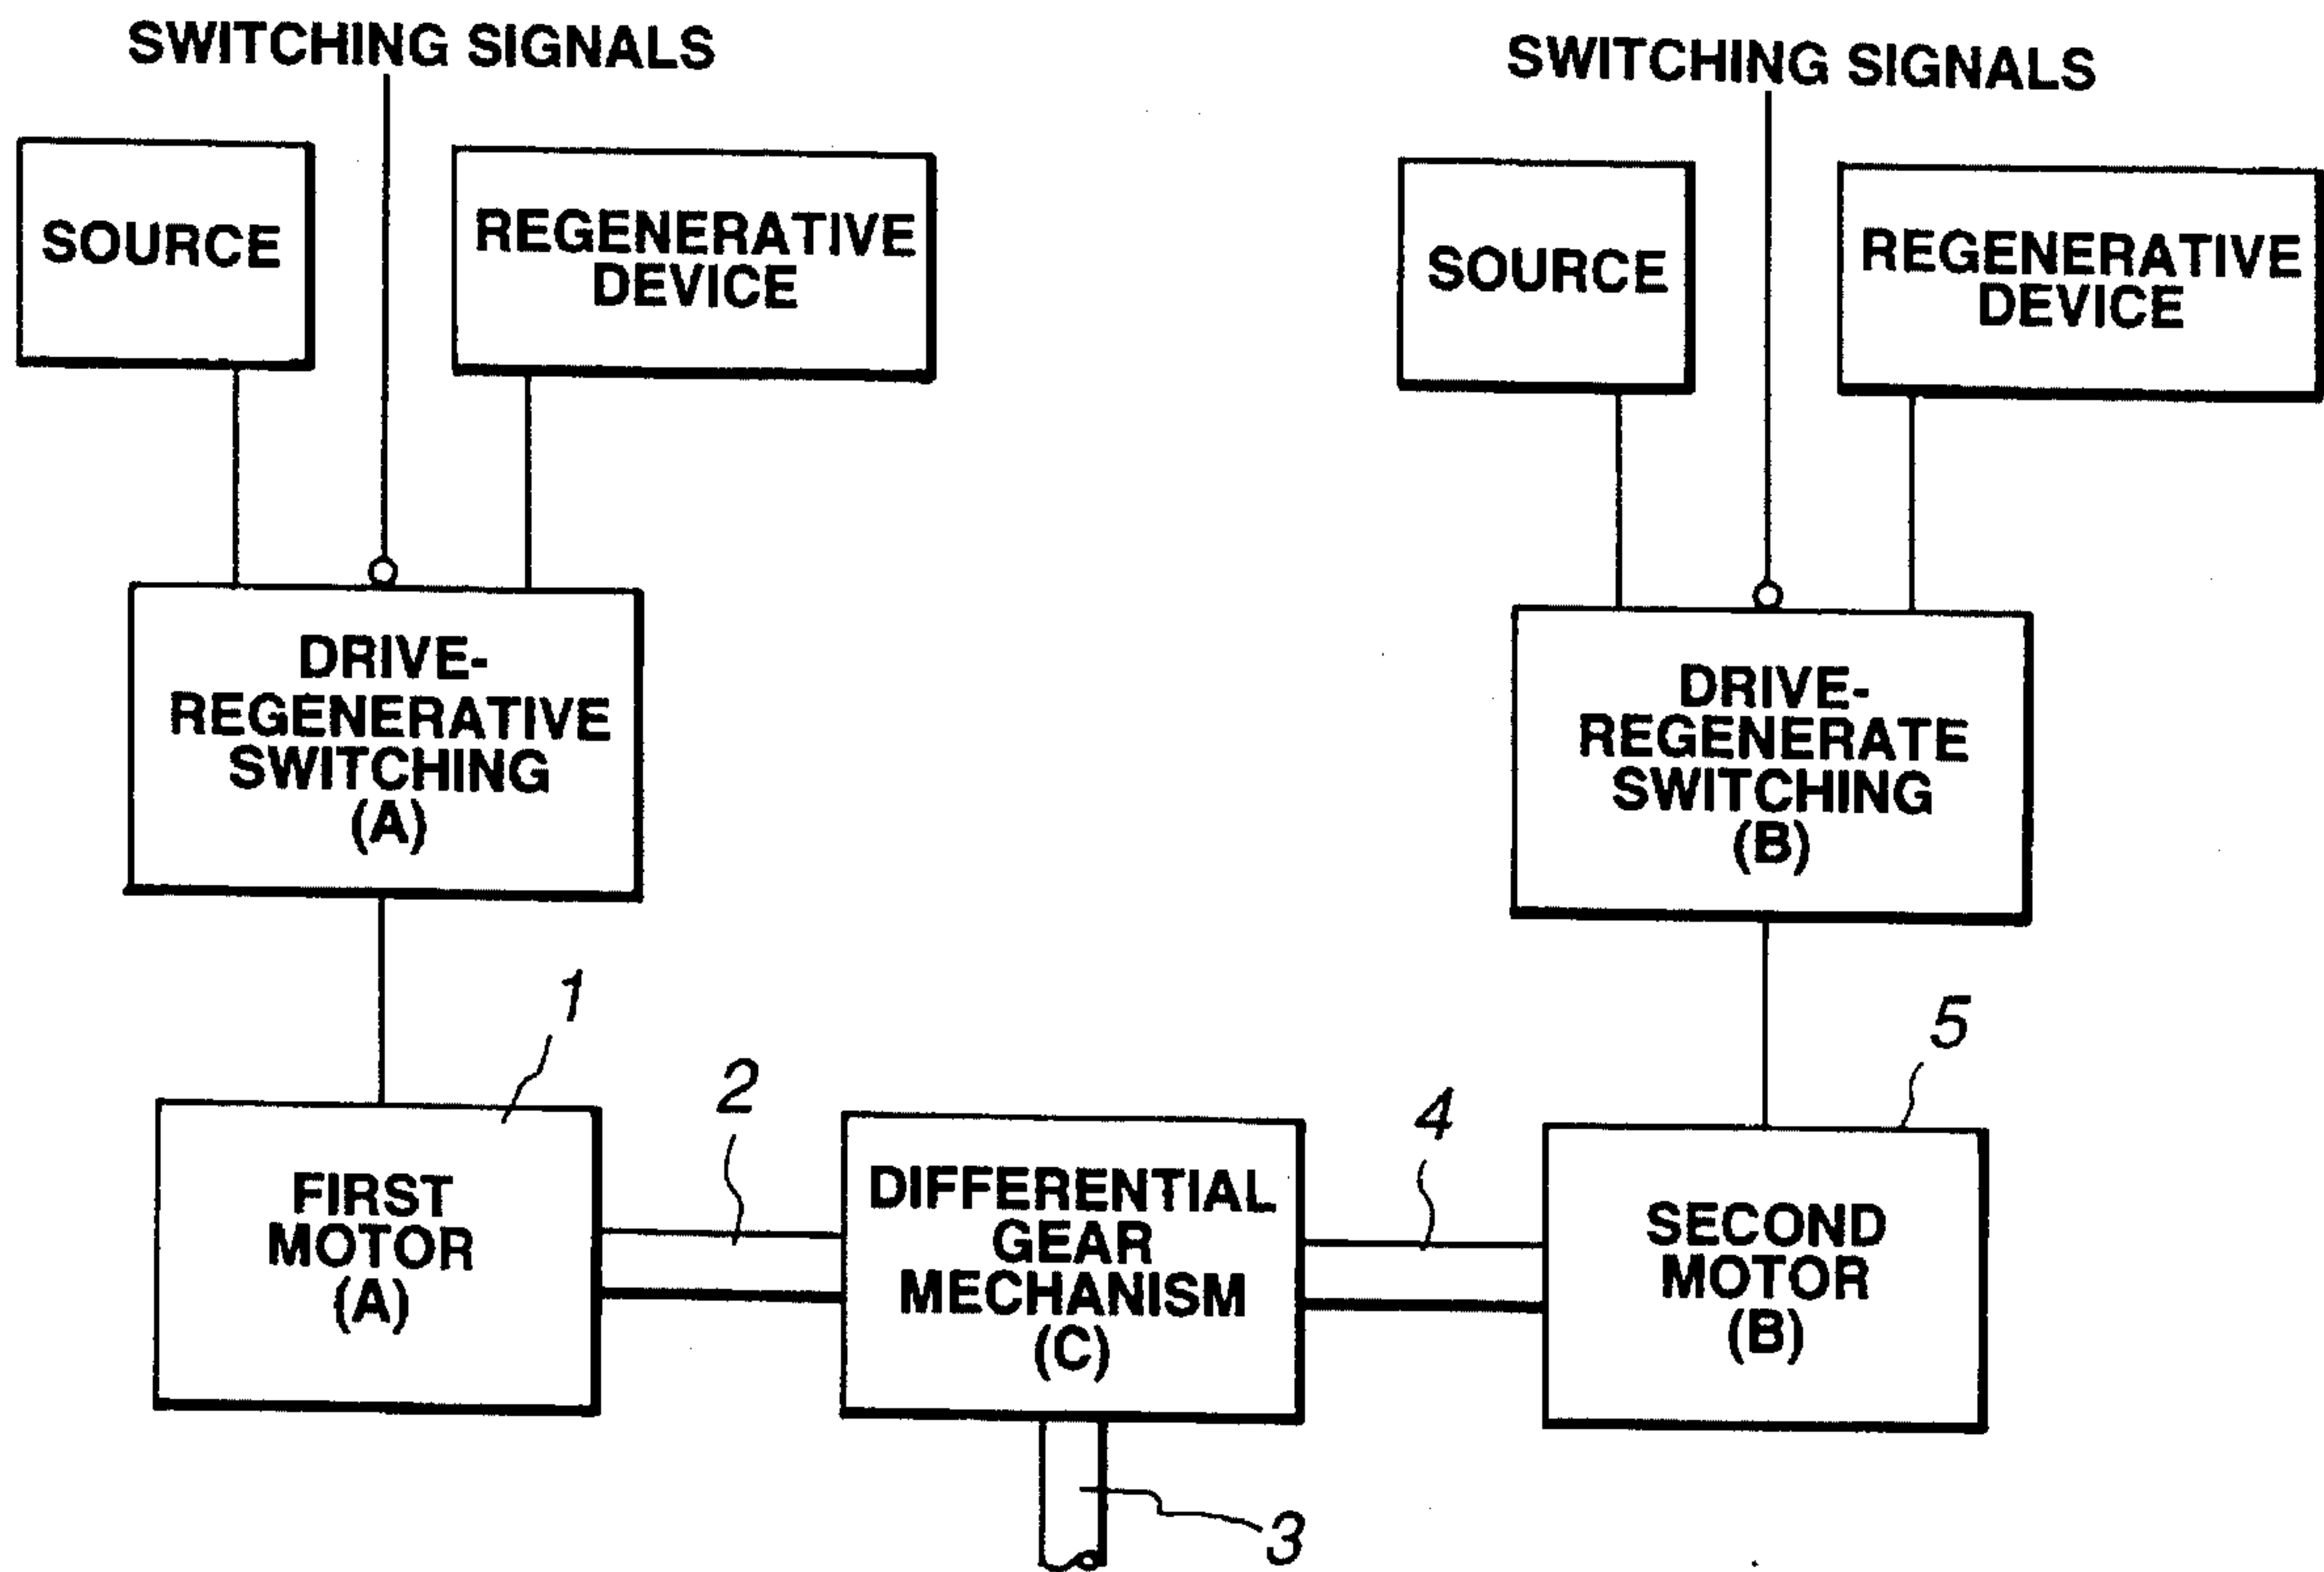 SWITCHING SIGNALS
SWITCHING SIGNALS
SOURCE
REGENERATIVE
DEVICE
SOURCE
REGENERATIVE
DEVICE
DRIVE-
REGENERATIVE
SWITCHING
(A)
DRIVE-
REGENERATE
SWITCHING
(B)
1
2
4
5
FIRST
MOTOR
(A)
DIFFERENTIAL
GEAR
MECHANISM
(C)
SECOND
MOTOR
(B)
3